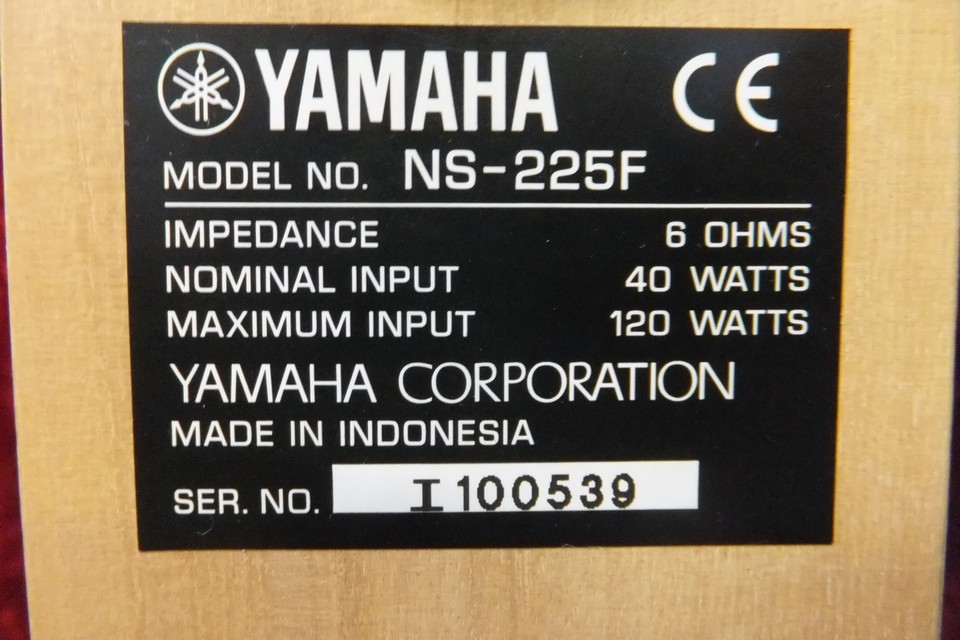 YAMAHA CE
MODEL NO. NS-225F
IMPEDANCE 6 OHMS
NOMINAL INPUT 40 WATTS
MAXIMUM INPUT 120 WATTS
YAMAHA CORPORATION
MADE IN INDONESIA
SER. NO. I100539